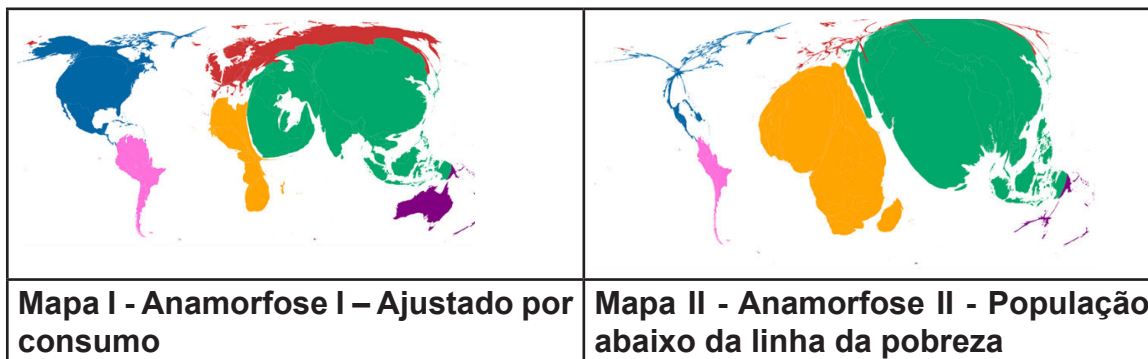 Mapa I - Anamorfose I – Ajustado por
consumo
Mapa II - Anamorfose II - População
abaixo da linha da pobreza